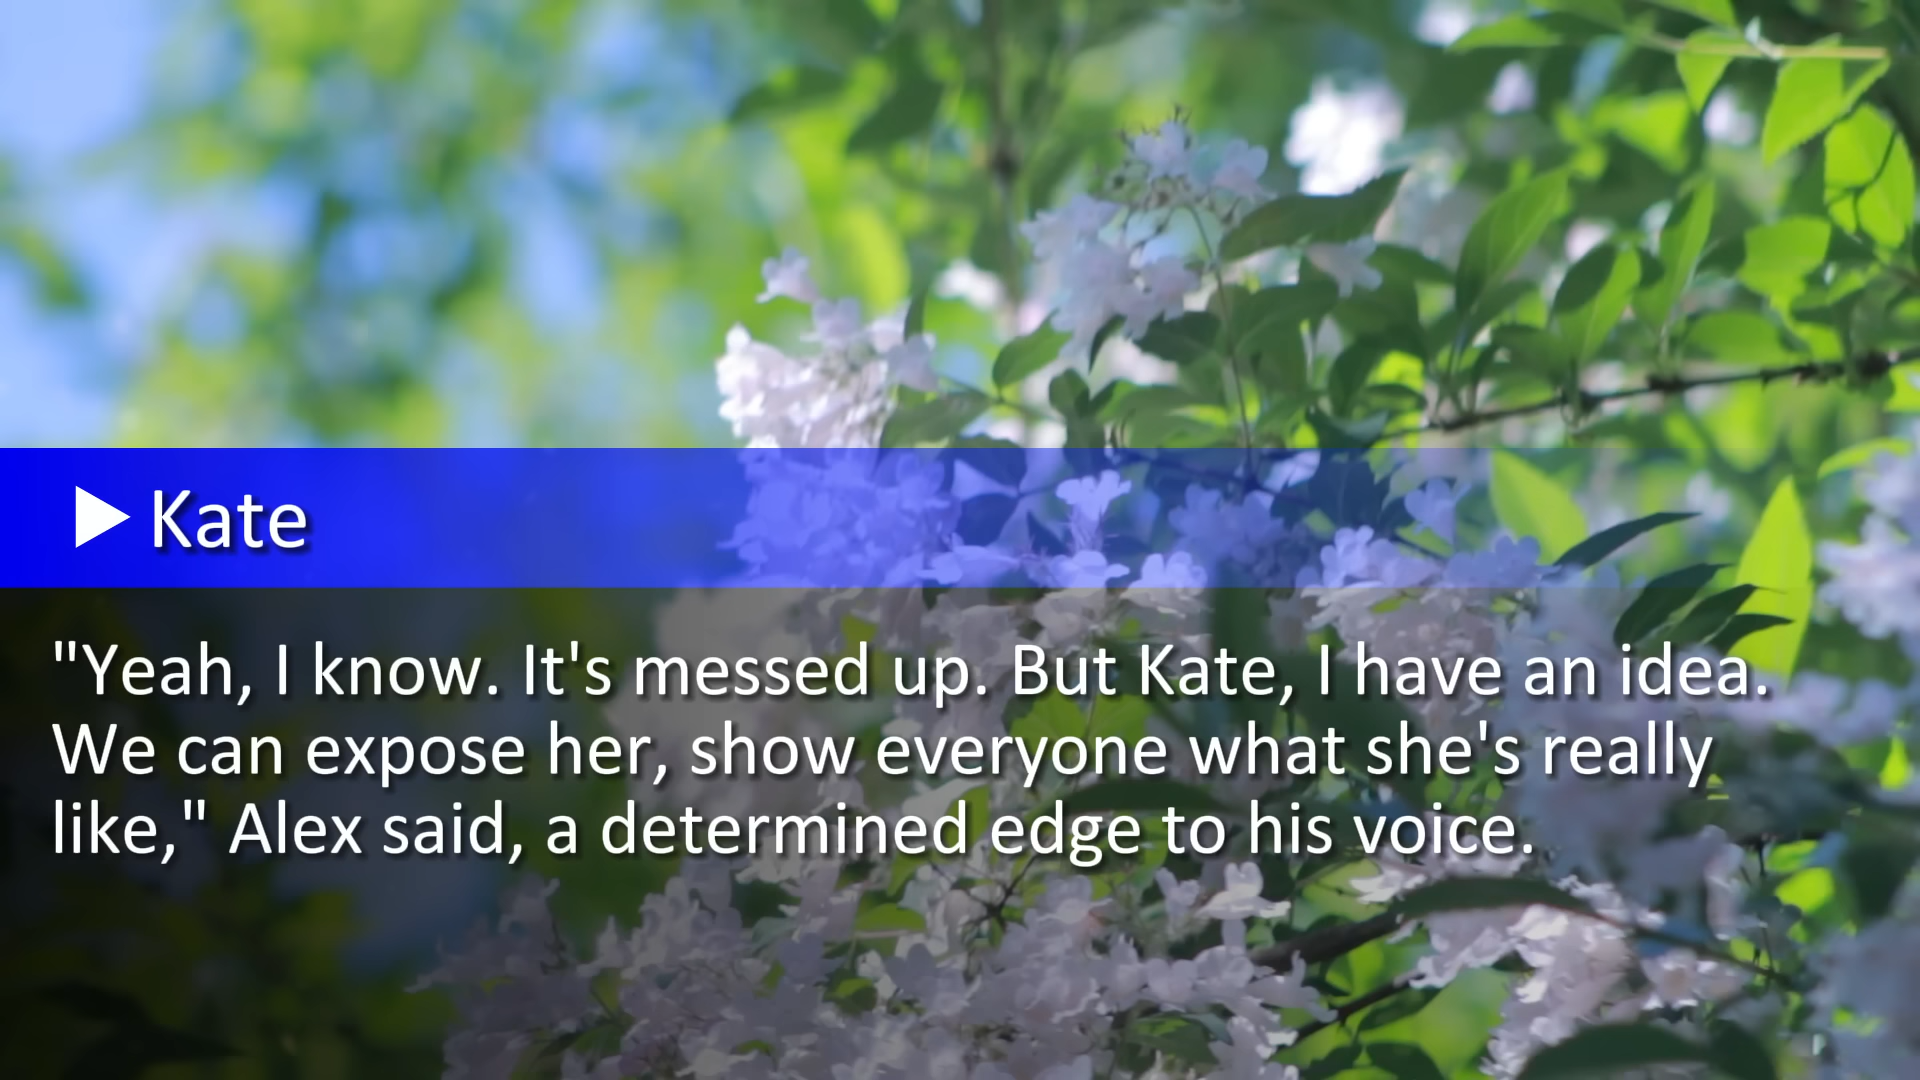 Kate
"Yeah, I know. It's messed up. But Kate, I have an idea.
We can expose her, show everyone what she's really
like," Alex said, a determined edge to his voice.